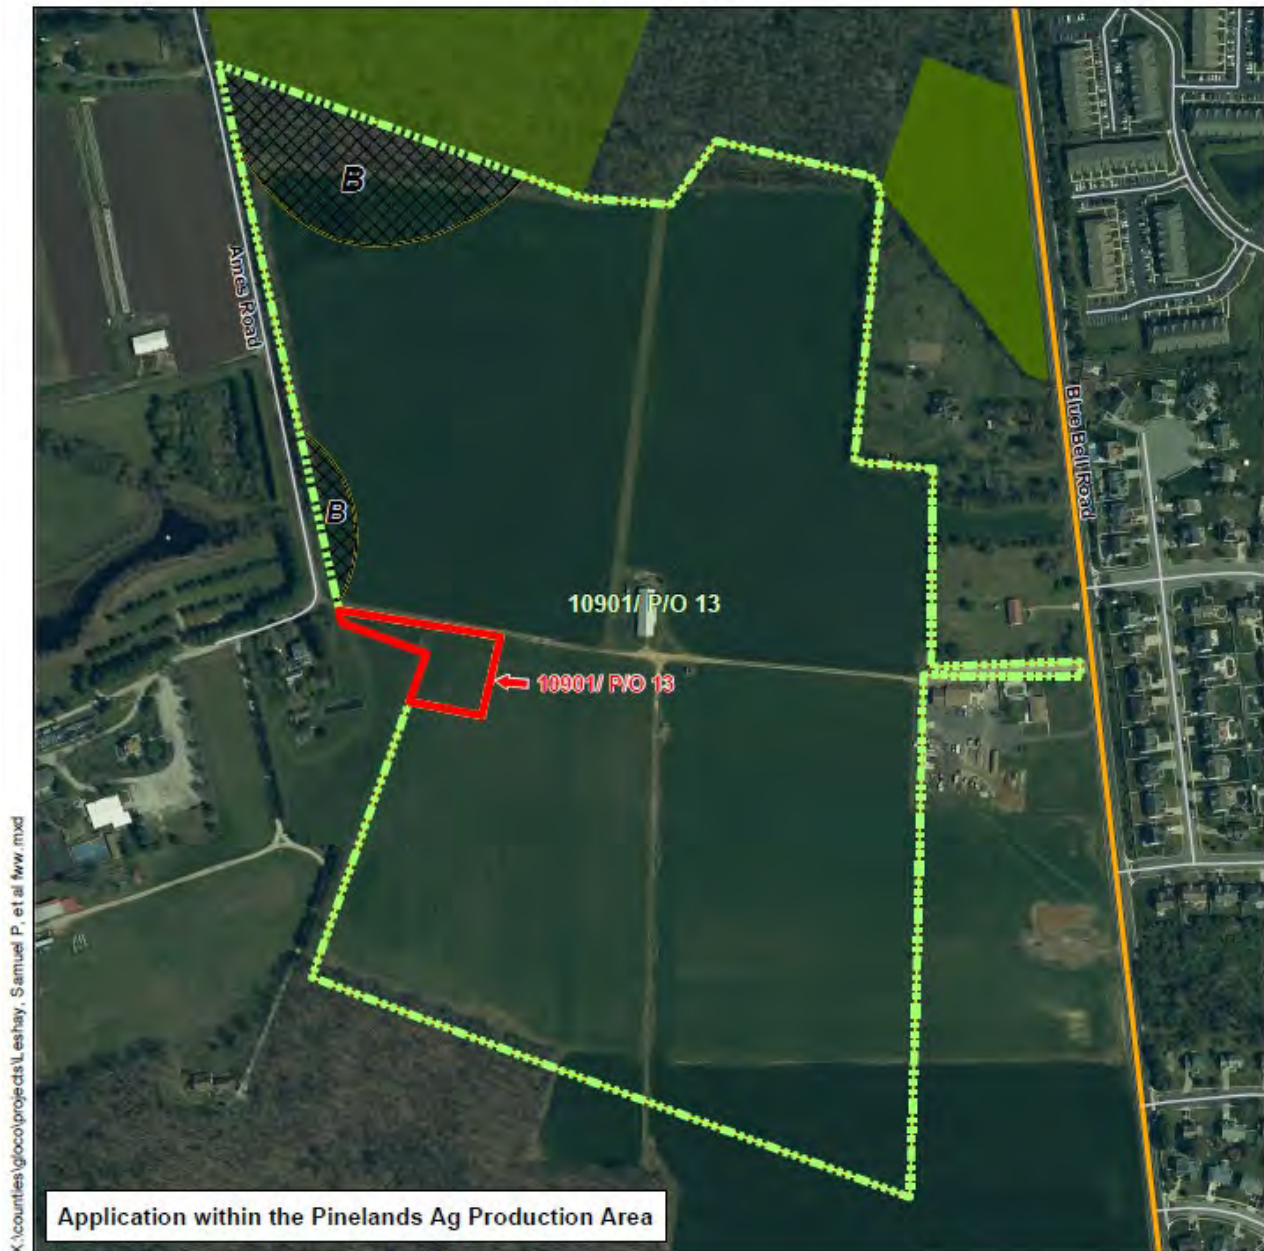 B
Ames Road
B
Blue Bell Road
10901/ P/O 13
10901/ P/O 13
Application within the Pinelands Ag Production Area
X:\counties\gloco\projects\Leshay, Samuel P, et al fww.mxd